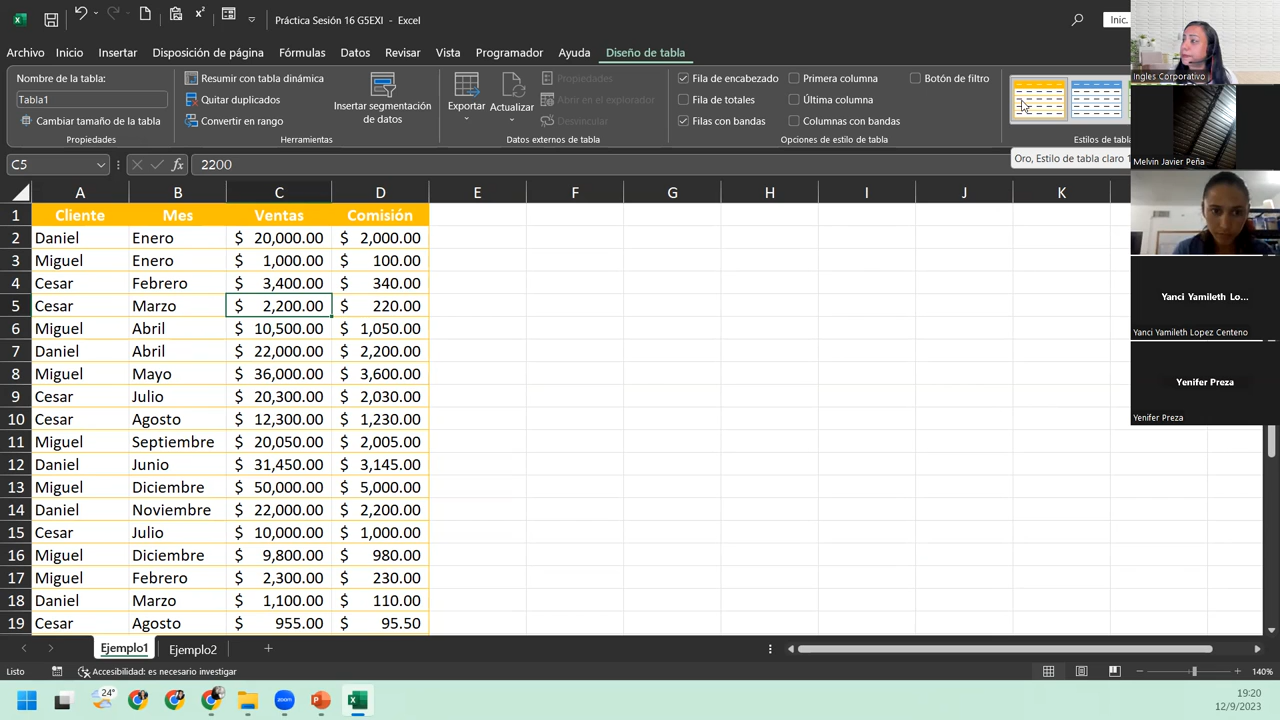 Práctica Sesión 16 G5EXI - Excel
Inic.
Archivo Inicio Insertar Disposición de página Fórmulas Datos Revisar Vista Programador Ayuda Diseño de tabla
Nombre de la tabla:
Tabla1
Cambiar tamaño de la tabla
Propiedades
Resumir con tabla dinámica
Quitar duplicados
Convertir en rango
Insertar segmentación
de datos
Herramientas
Exportar
Actualizar
Propiedades
Abrir en el explorador
Datos externos de tabla
Fila de encabezado
Primera columna
Botón de filtro
Fila de totales
Última columna
Filas con bandas
Columnas con bandas
Opciones de estilo de tabla
Estilos de tabla
Oro, Estilo de tabla claro 1
C5
fx
2200
A B C D E F G H I J K
1 Cliente Mes Ventas Comisión
2 Daniel Enero $ 20,000.00 $ 2,000.00
3 Miguel Enero $ 1,000.00 $ 100.00
4 Cesar Febrero $ 3,400.00 $ 340.00
5 Cesar Marzo $ 2,200.00 $ 220.00
6 Miguel Abril $ 10,500.00 $ 1,050.00
7 Daniel Abril $ 22,000.00 $ 2,200.00
8 Miguel Mayo $ 36,000.00 $ 3,600.00
9 Cesar Julio $ 20,300.00 $ 2,030.00
10 Cesar Agosto $ 12,300.00 $ 1,230.00
11 Miguel Septiembre $ 20,050.00 $ 2,005.00
12 Daniel Junio $ 31,450.00 $ 3,145.00
13 Miguel Diciembre $ 50,000.00 $ 5,000.00
14 Daniel Noviembre $ 22,000.00 $ 2,200.00
15 Cesar Julio $ 10,000.00 $ 1,000.00
16 Miguel Diciembre $ 9,800.00 $ 980.00
17 Miguel Febrero $ 2,300.00 $ 230.00
18 Daniel Marzo $ 1,100.00 $ 110.00
19 Cesar Agosto $ 955.00 $ 95.50
Ingles Corporativo
Melvin Javier Peña
Yanci Yamileth Lo...
Yanci Yamileth Lopez Centeno
Yenifer Preza
Yenifer Preza
Ejemplo1 Ejemplo2
Listo
Accesibilidad: es necesario investigar
140%
24°
zoom
19:20
12/9/2023